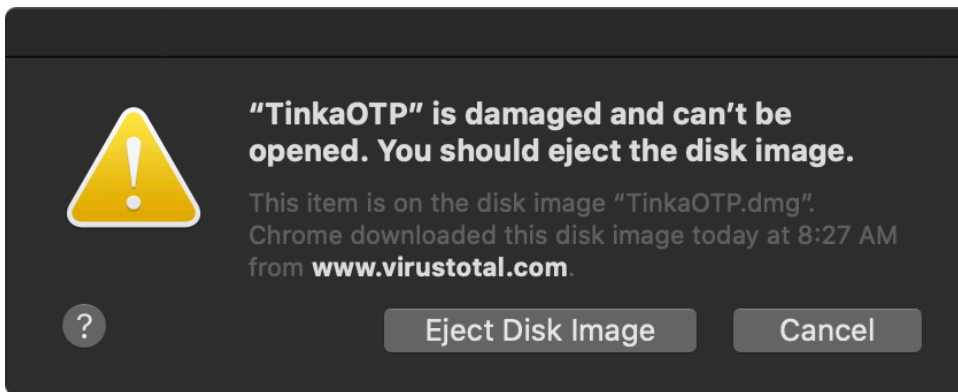 “TinkaOTP” is damaged and can’t be
opened. You should eject the disk image.
This item is on the disk image “TinkaOTP.dmg”.
Chrome downloaded this disk image today at 8:27 AM
from www.virustotal.com.
?
Eject Disk Image
Cancel